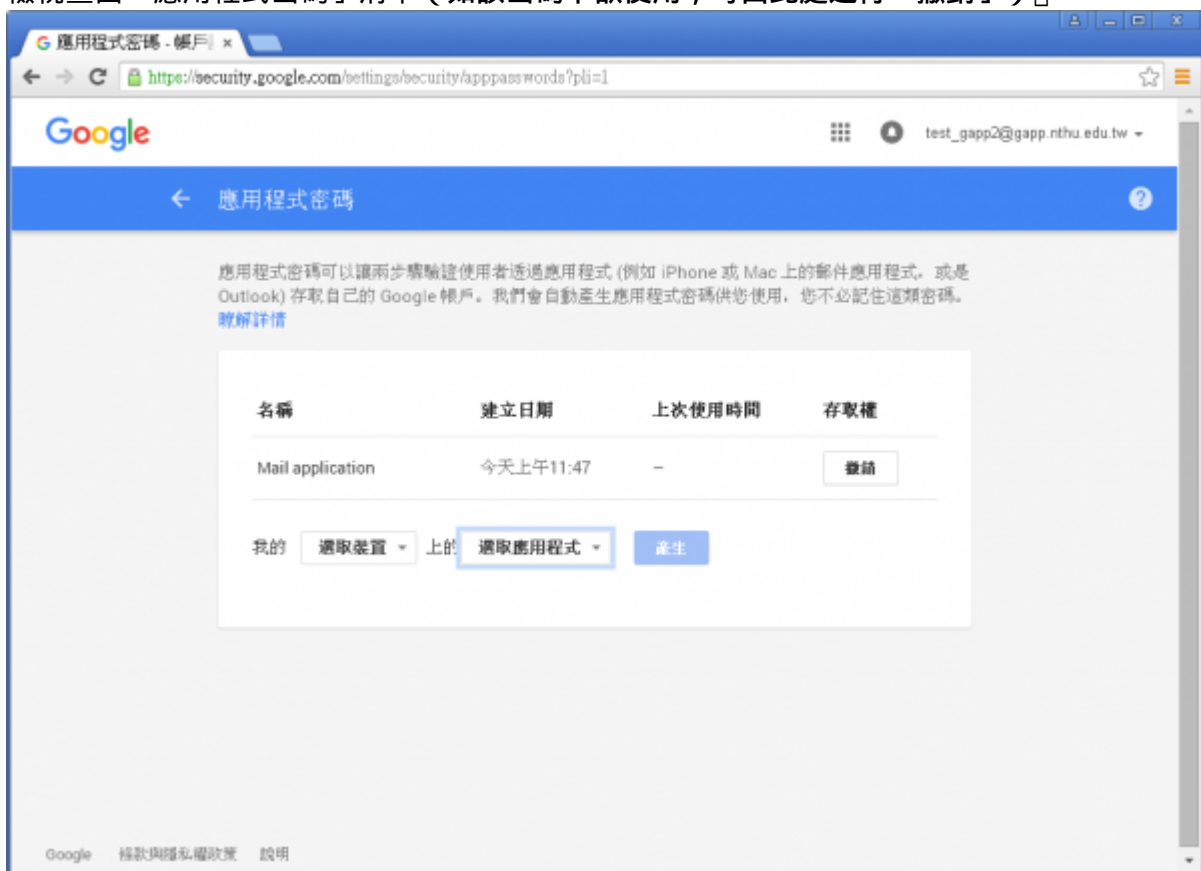 應用程式密碼 - 帳戶
https://security.google.com/settings/security/apppasswords?pli=1
Google
test_gapp2@gapp.nthu.edu.tw
應用程式密碼
應用程式密碼可以讓兩步驟驗證使用者透過應用程式 (例如 iPhone 或 Mac 上的郵件應用程式，或是
Outlook) 存取自己的 Google 帳戶。我們會自動產生應用程式密碼供您使用，您不必記住這類密碼。
瞭解詳情
名稱 建立日期 上次使用時間 存取權
Mail application 今天上午11:47 – 撤銷
我的 選取裝置 上的 選取應用程式 產生
Google 條款與隱私權政策 說明